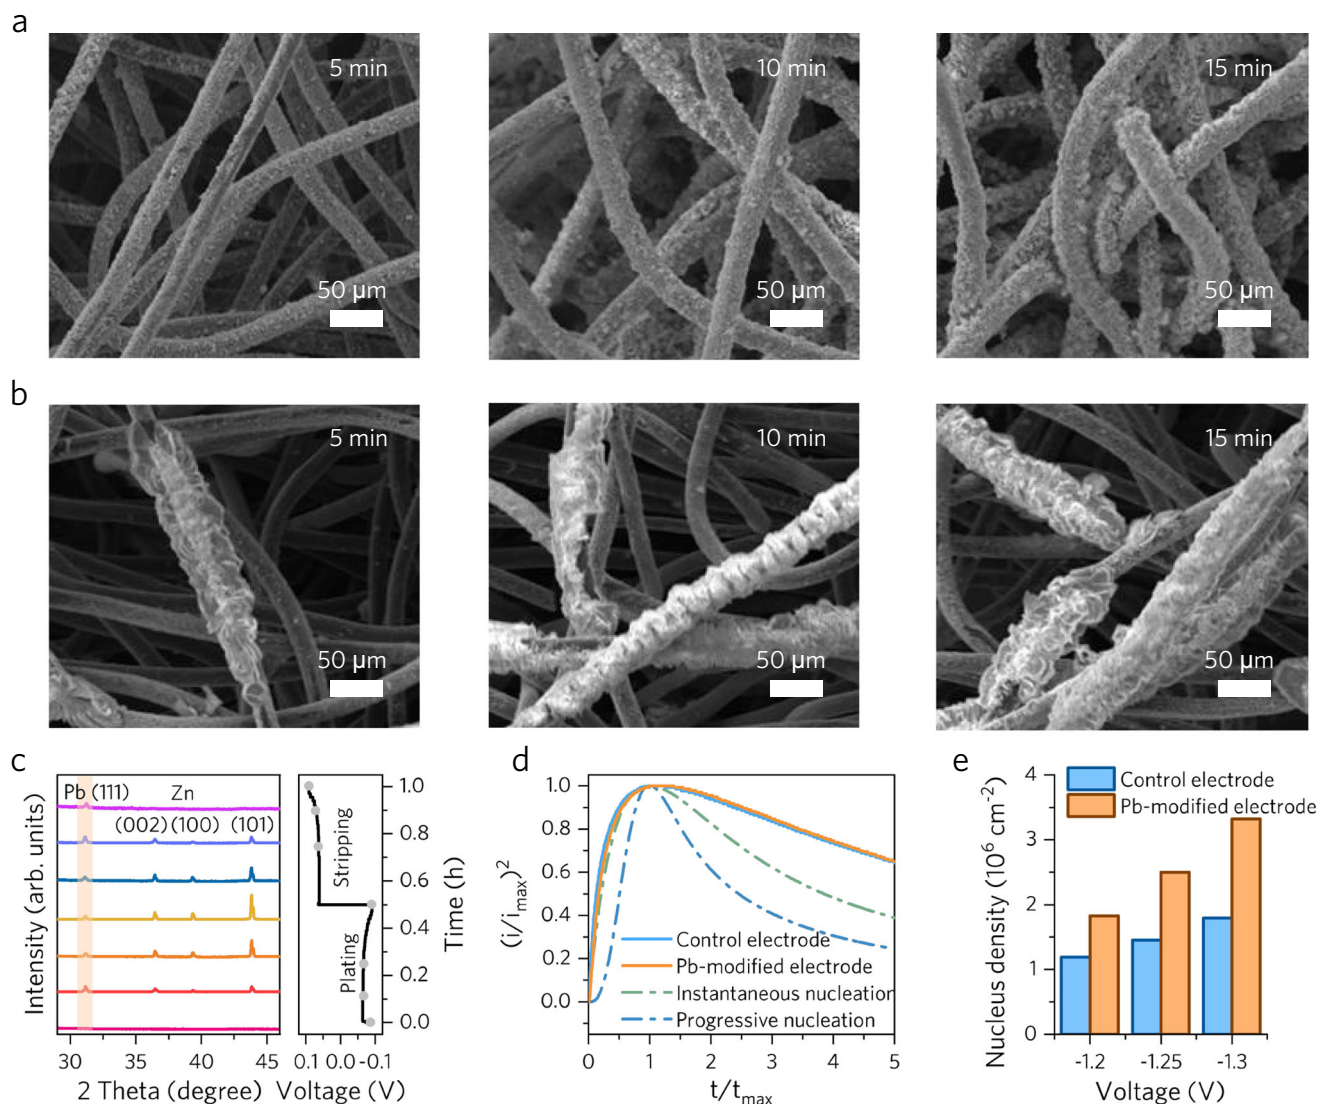 a
5 min
10 min
15 min
50 μm
50 μm
50 μm
b
5 min
10 min
15 min
50 μm
50 μm
50 μm
c
Pb (111) Zn
(002) (100) (101)
Intensity (arb. units)
30 35 40 45
2 Theta (degree)
Stripping
Plating
1.0
0.8
0.6
0.4
0.2
0.0
Time (h)
0.1 0.0 -0.1
Voltage (V)
d
(i/i_max)²
1.0
0.8
0.6
0.4
0.2
0.0
Control electrode
Pb-modified electrode
Instantaneous nucleation
Progressive nucleation
0 1 2 3 4 5
t/t_max
e
Control electrode
Pb-modified electrode
Nucleus density (10⁶ cm⁻²)
4
3
2
1
0
-1.2 -1.25 -1.3
Voltage (V)